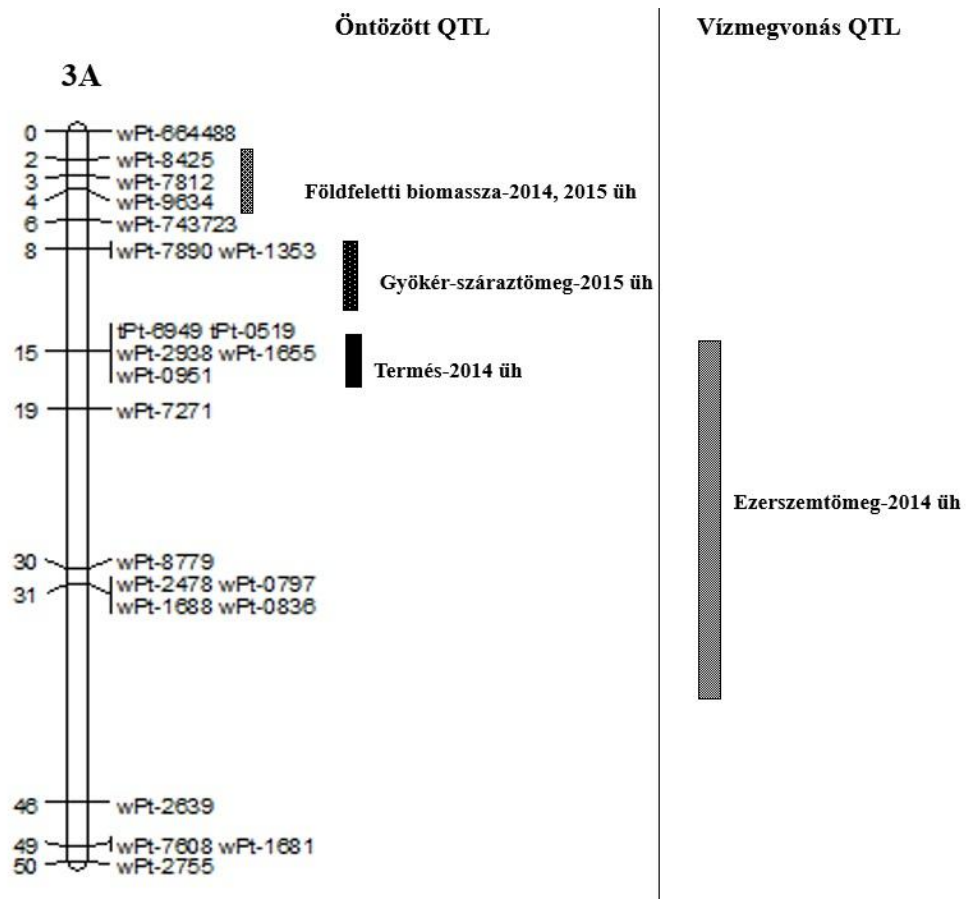 Öntözött QTL
Vízmegvonás QTL
3A
0 wPt-664488
2 wPt-8425
3 wPt-7812
4 wPt-9634
6 wPt-743723
8 wPt-7890 wPt-1353
tPt-6949 tPt-0519
15 wPt-2938 wPt-1655
wPt-0951
19 wPt-7271
30 wPt-8779
31 wPt-2478 wPt-0797
wPt-1688 wPt-0836
46 wPt-2639
49 wPt-7608 wPt-1681
50 wPt-2755
Földfeletti biomassza-2014, 2015 üh
Gyökér-száraztömeg-2015 üh
Termés-2014 üh
Ezerszemtömeg-2014 üh